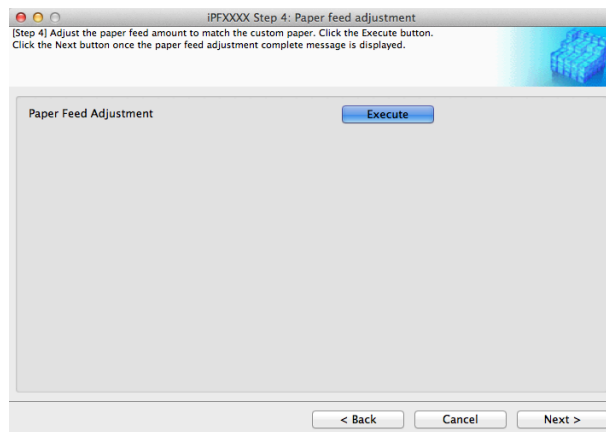 iPFXXXX Step 4: Paper feed adjustment
[Step 4] Adjust the paper feed amount to match the custom paper. Click the Execute button.
Click the Next button once the paper feed adjustment complete message is displayed.
Paper Feed Adjustment
Execute
< Back
Cancel
Next >